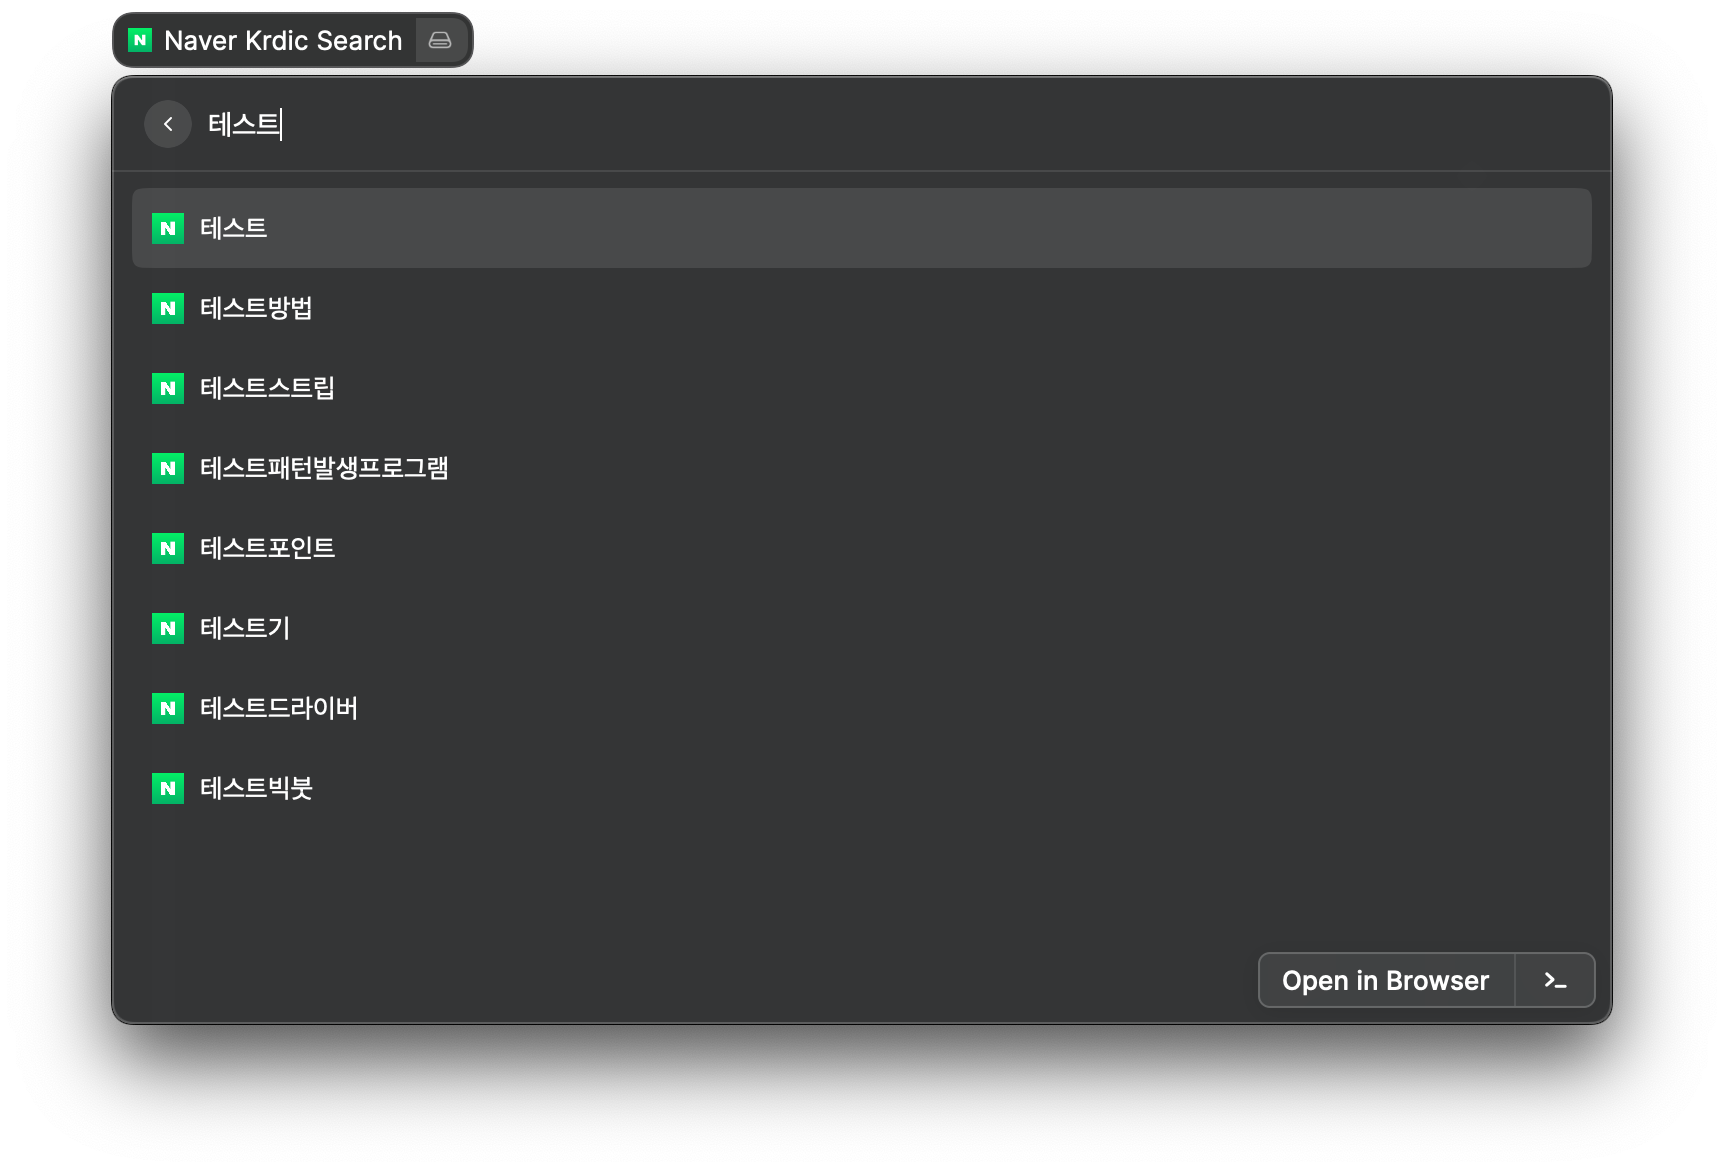 N Naver Krdic Search
테스트
N 테스트
N 테스트방법
N 테스트스트립
N 테스트패턴발생프로그램
N 테스트포인트
N 테스트기
N 테스트드라이버
N 테스트빅붓
Open in Browser